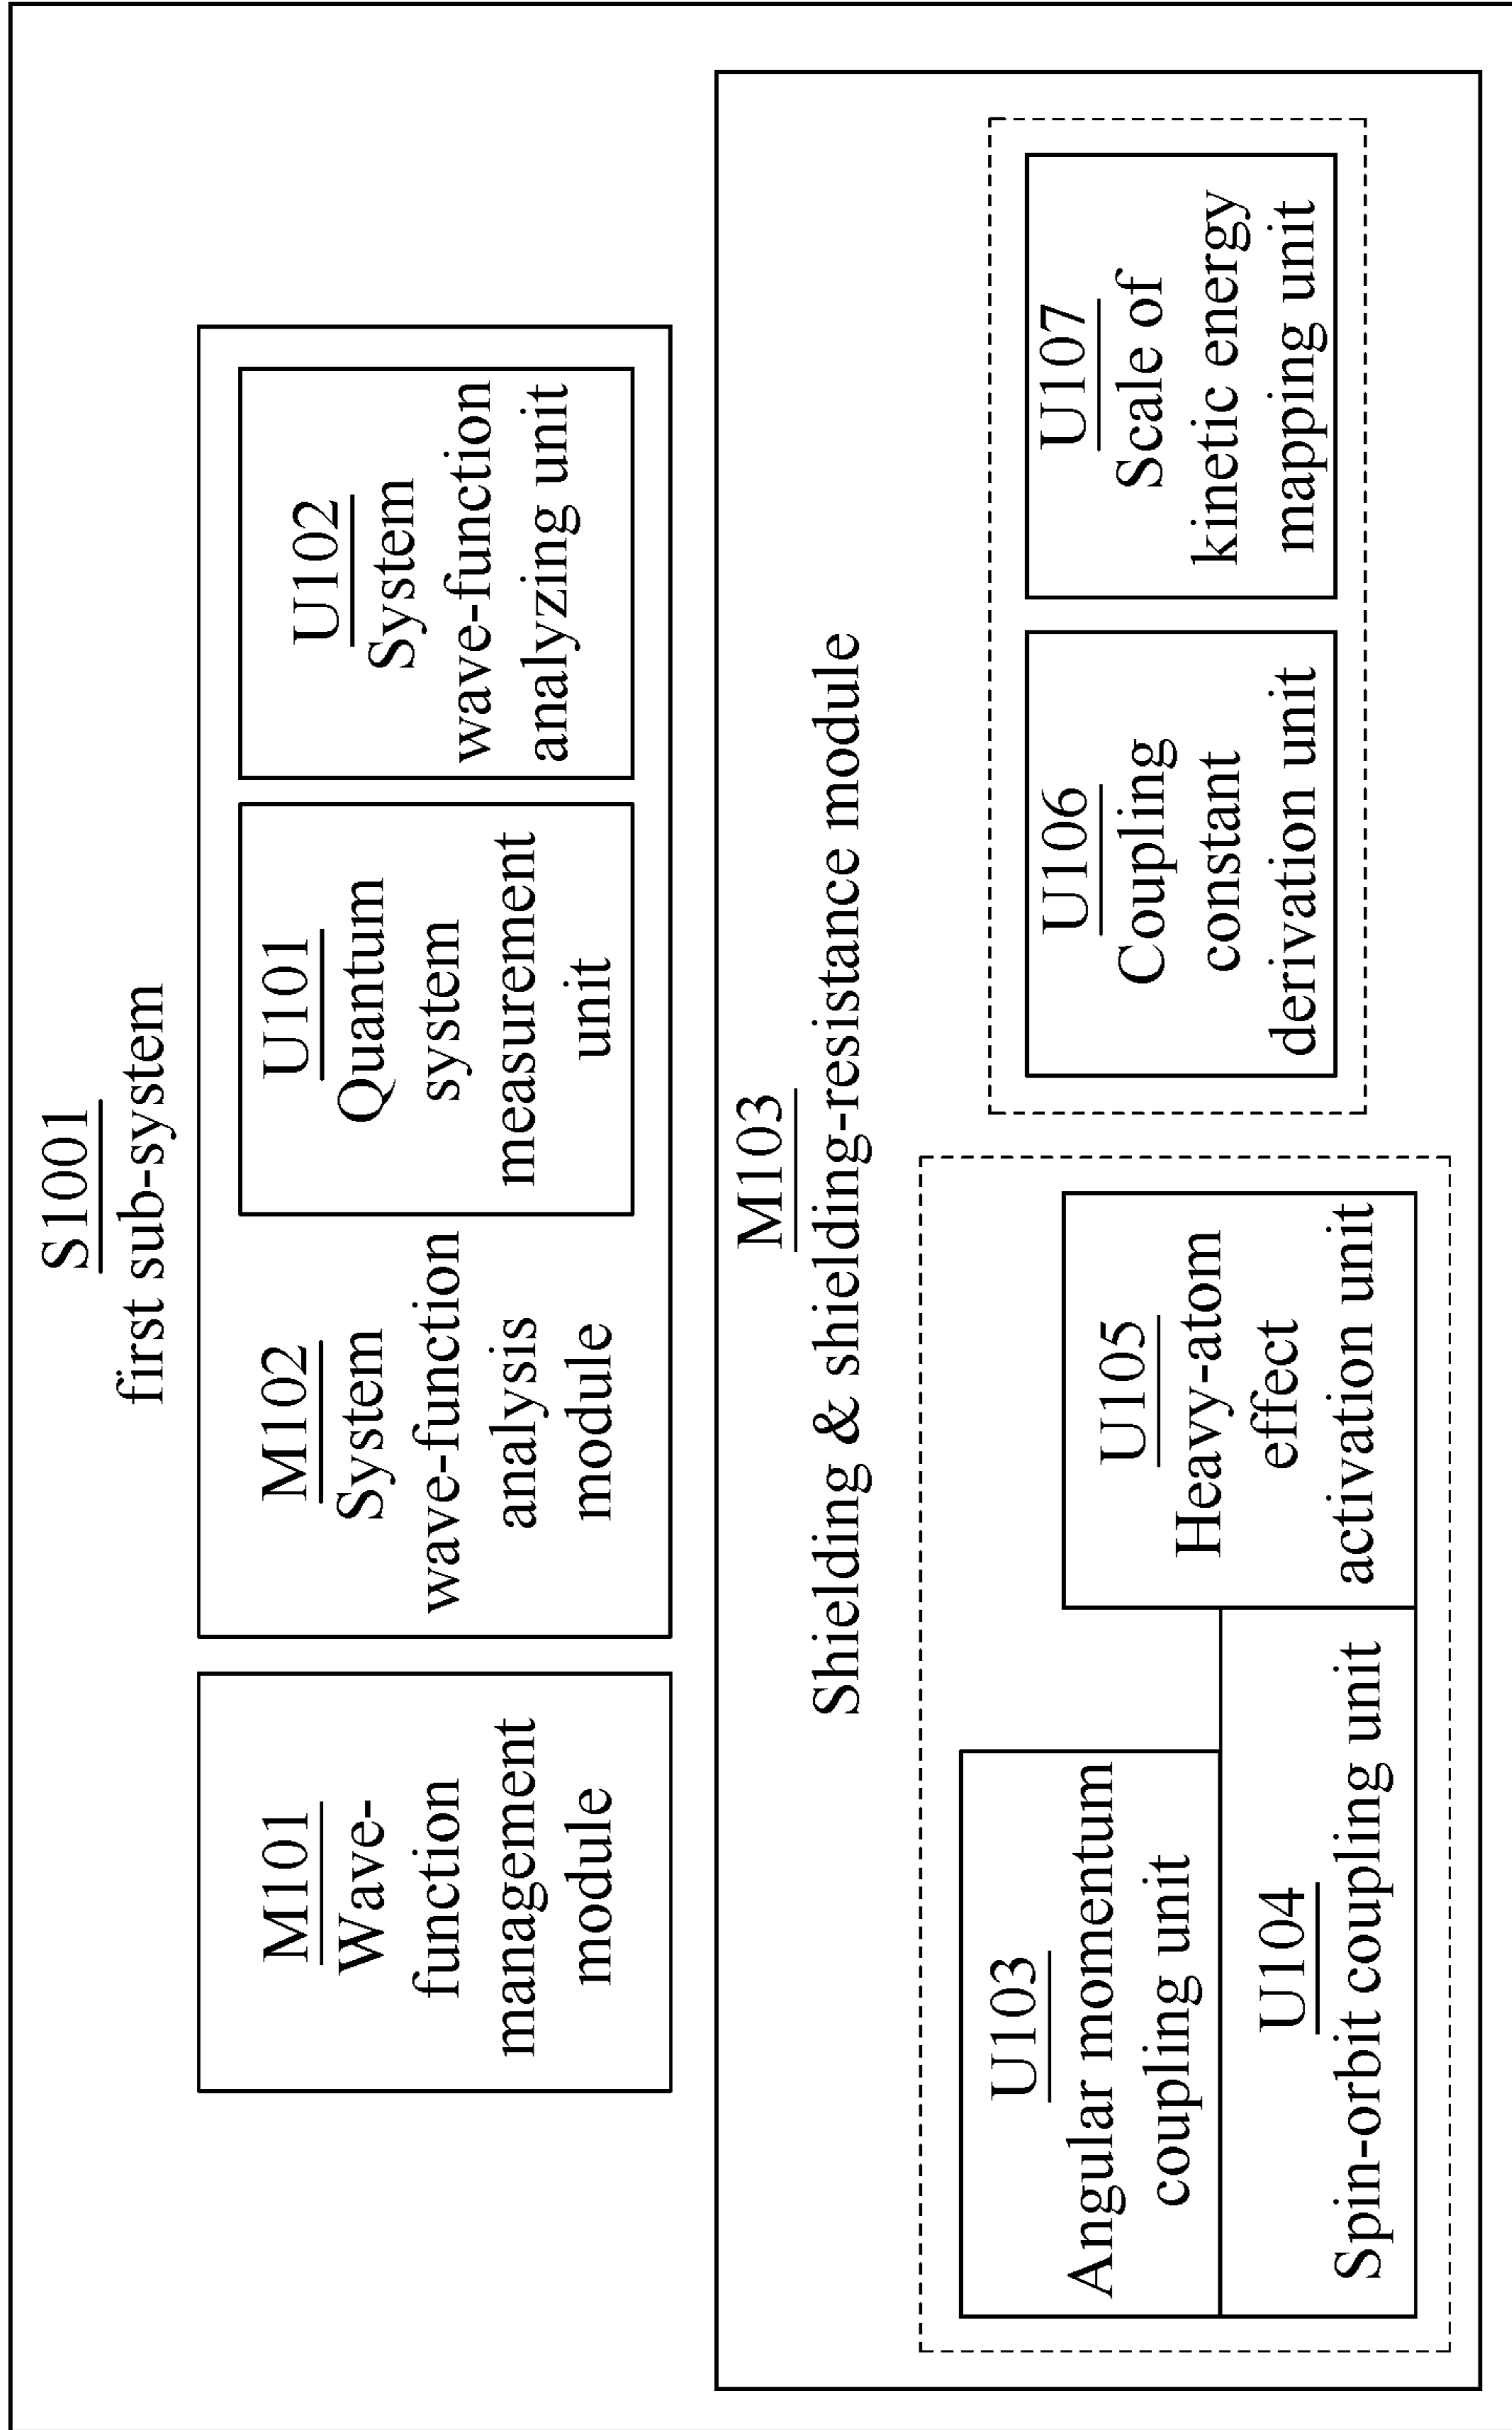 S1001
first sub-system
M101
Wave-
function
management
module
M102
System
wave-function
analysis
module
U101
Quantum
system
measurement
unit
U102
System
wave-function
analyzing unit
M103
Shielding & shielding-resistance module
U103
Angular momentum
coupling unit
U104
Spin-orbit coupling unit
U105
Heavy-atom
effect
activation unit
U106
Coupling
constant
derivation unit
U107
Scale of
kinetic energy
mapping unit